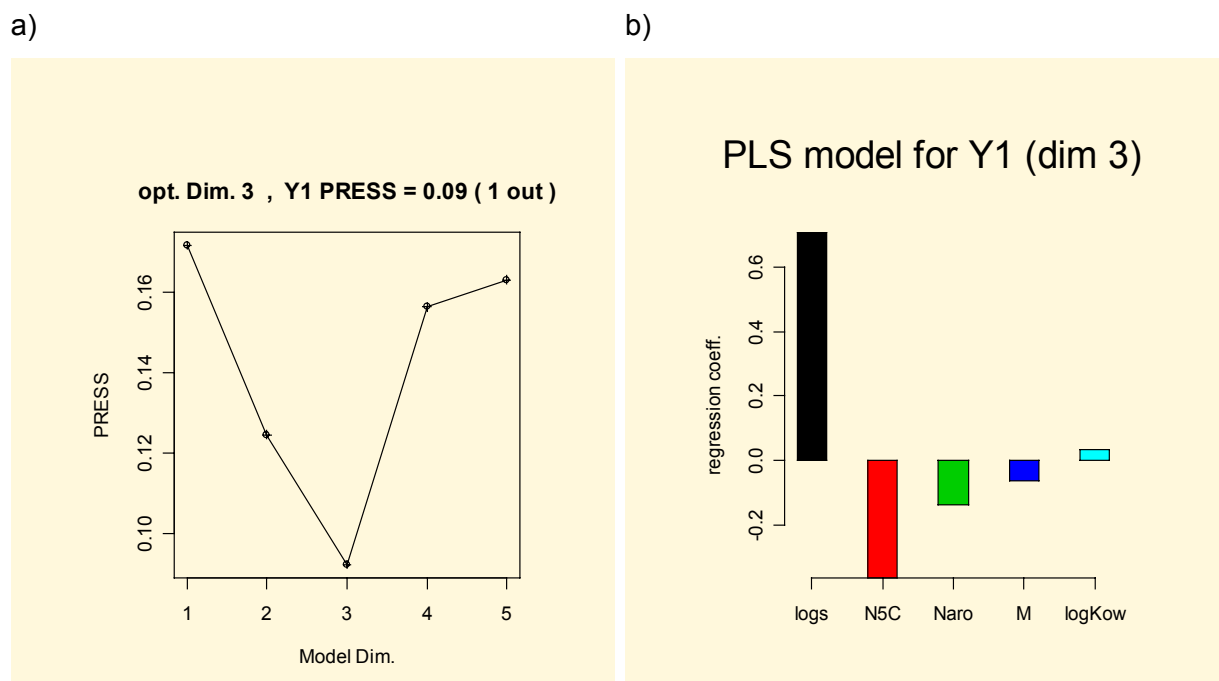 a)
b)
opt. Dim. 3 , Y1 PRESS = 0.09 ( 1 out )
PRESS
0.16
0.14
0.12
0.10
1 2 3 4 5
Model Dim.
PLS model for Y1 (dim 3)
regression coeff.
0.6
0.4
0.2
0.0
-0.2
logs N5C Naro M logKow